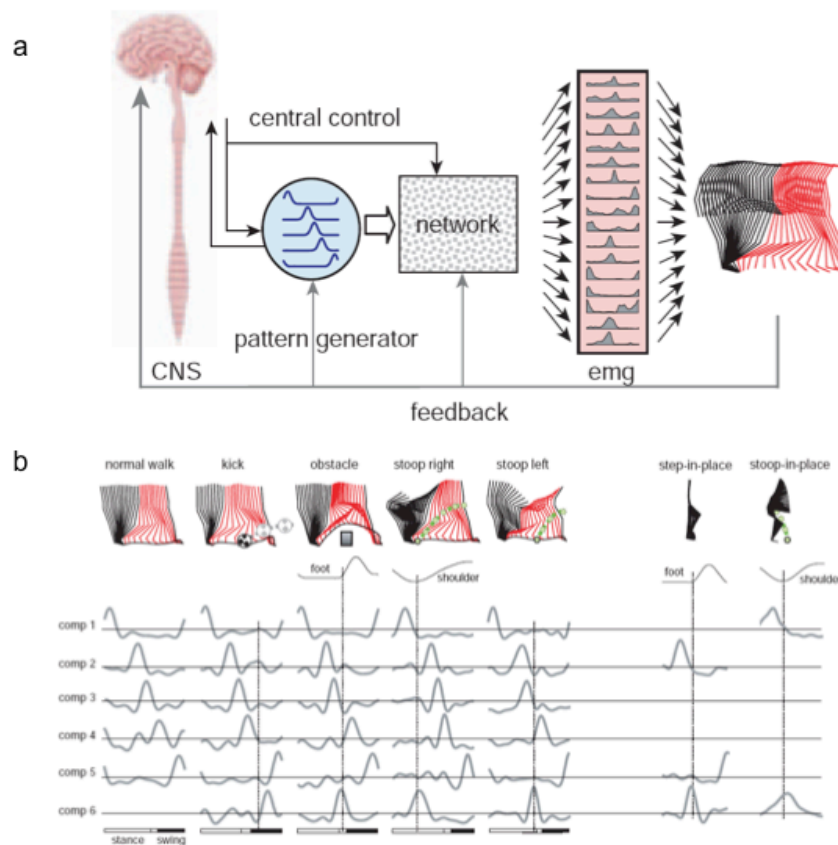 a
central control
network
pattern generator
CNS
emg
feedback
b
normal walk
kick
obstacle
stoop right
stoop left
step-in-place
stoop-in-place
foot
shoulder
foot
shoulder
comp 1
comp 2
comp 3
comp 4
comp 5
comp 6
stance
swing